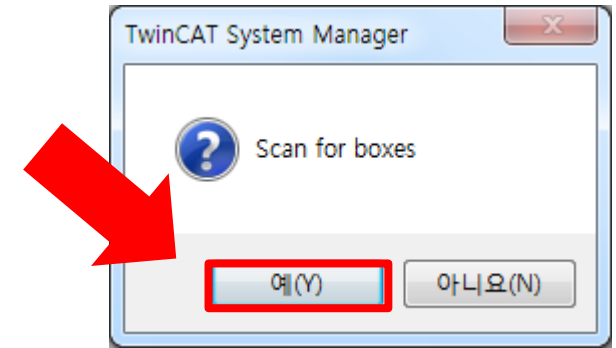 TwinCAT System Manager
Scan for boxes
예(Y)
아니요(N)